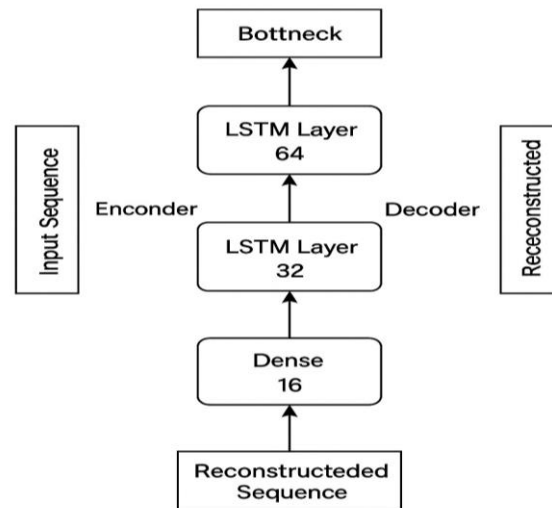 Bottneck
LSTM Layer
64
Input Sequence
Enconder
Decoder
Receconstructed
LSTM Layer
32
Dense
16
Reconstructeded
Sequence